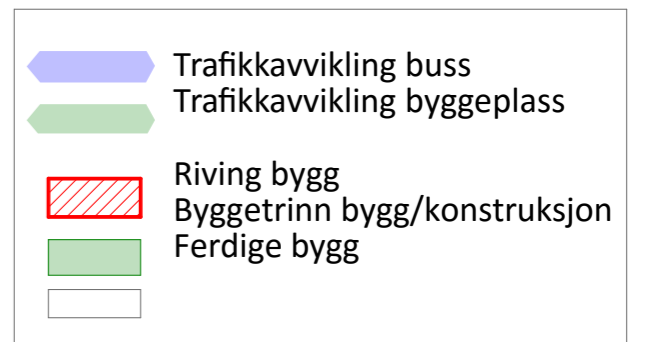 Trafikkavvikling buss
Trafikkavvikling byggeplass
Riving bygg
Byggetrinn bygg/konstruksjon
Ferdige bygg